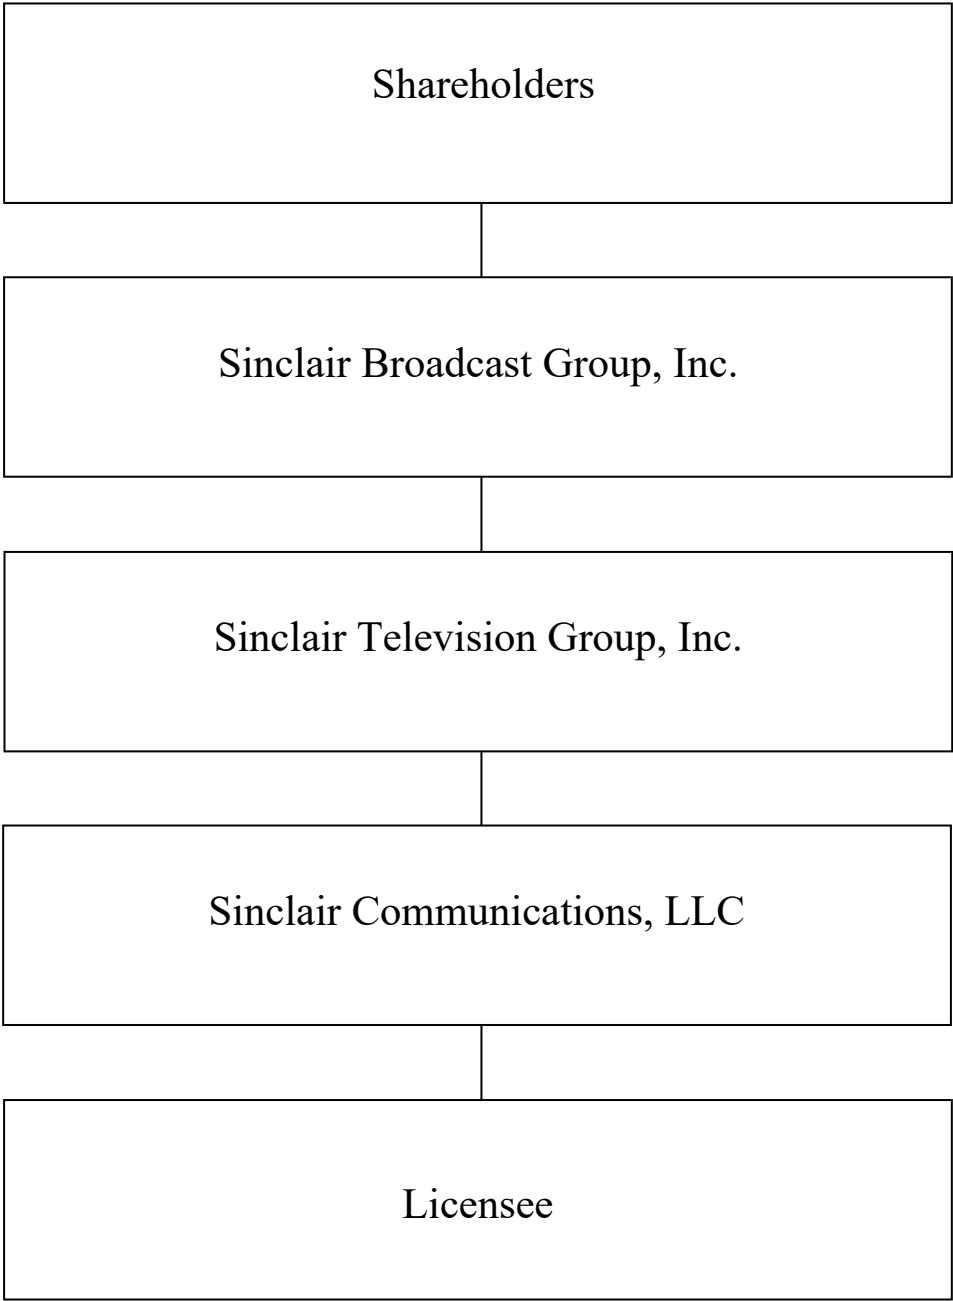 Shareholders
Sinclair Broadcast Group, Inc.
Sinclair Television Group, Inc.
Sinclair Communications, LLC
Licensee